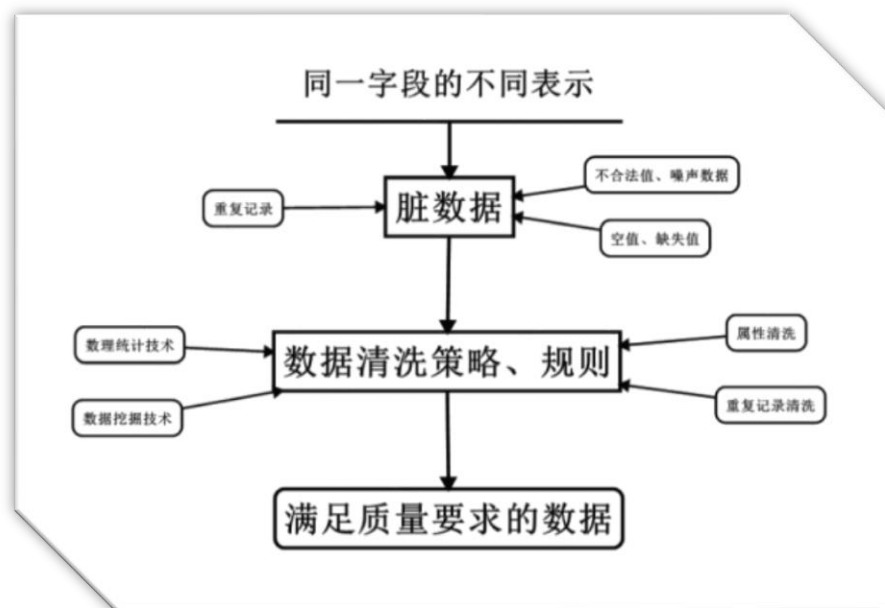 同一字段的不同表示
不合法值、噪声数据
重复记录
脏数据
空值、缺失值
数理统计技术
数据清洗策略、规则
属性清洗
数据挖掘技术
重复记录清洗
满足质量要求的数据